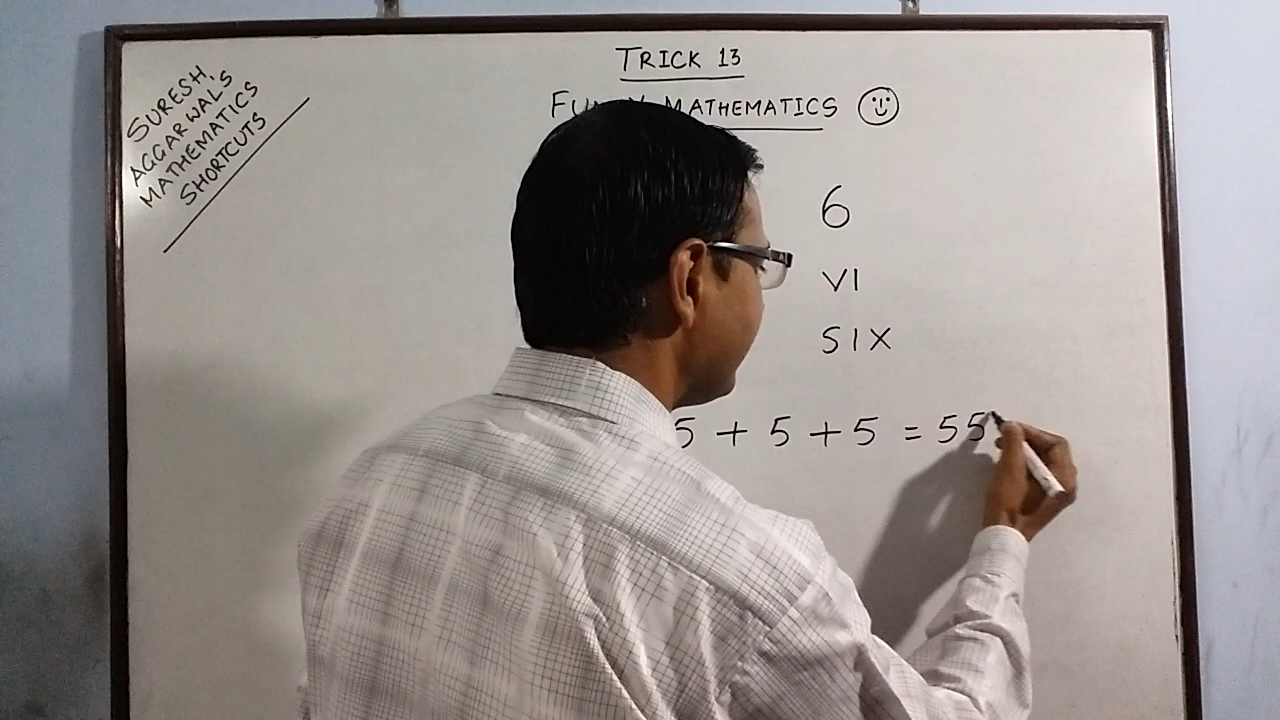 SURESH
AGGARWAL'S
MATHEMATICS
SHORTCUTS
TRICK 13
MATHEMATICS
6
VI
SIX
5 + 5 + 5 = 55